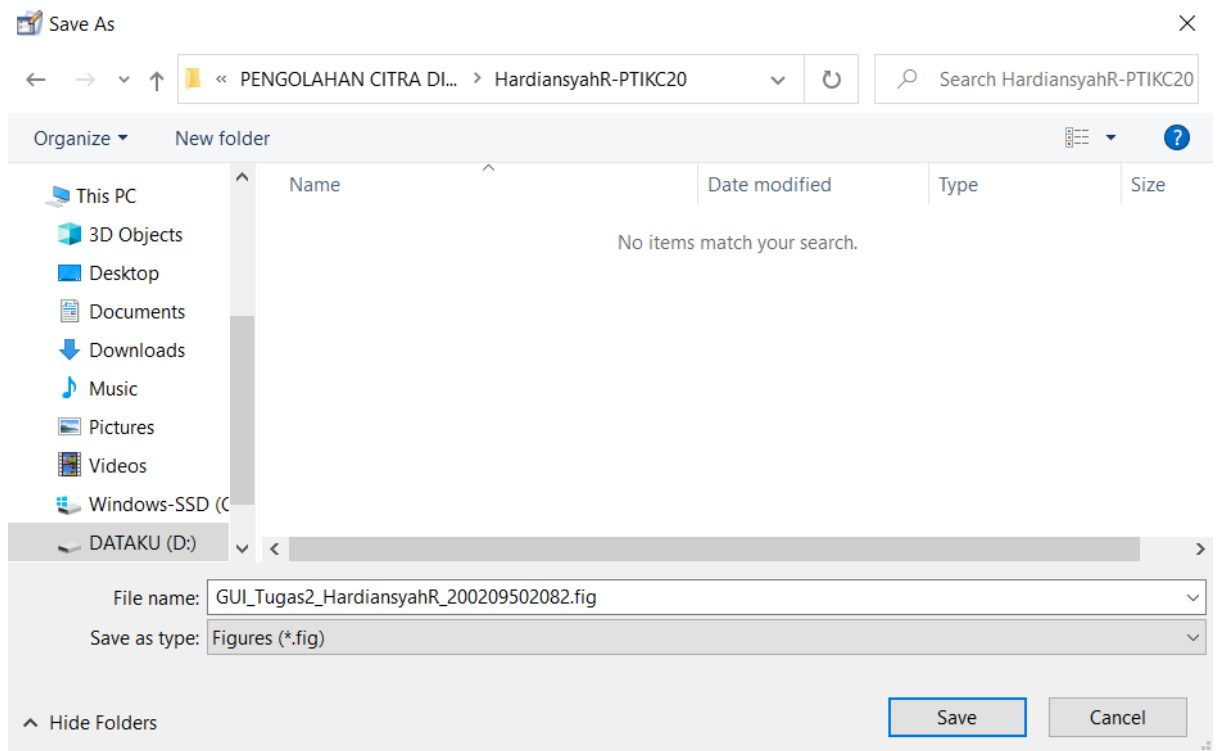 Save As
« PENGOLAHAN CITRA DI... > HardiansyahR-PTIKC20
Search HardiansyahR-PTIKC20
Organize
New folder
?
Name
Date modified
Type
Size
This PC
No items match your search.
3D Objects
Desktop
Documents
Downloads
Music
Pictures
Videos
Windows-SSD (C
DATAKU (D:)
File name: GUI_Tugas2_HardiansyahR_200209502082.fig
Save as type: Figures (*.fig)
Hide Folders
Save
Cancel